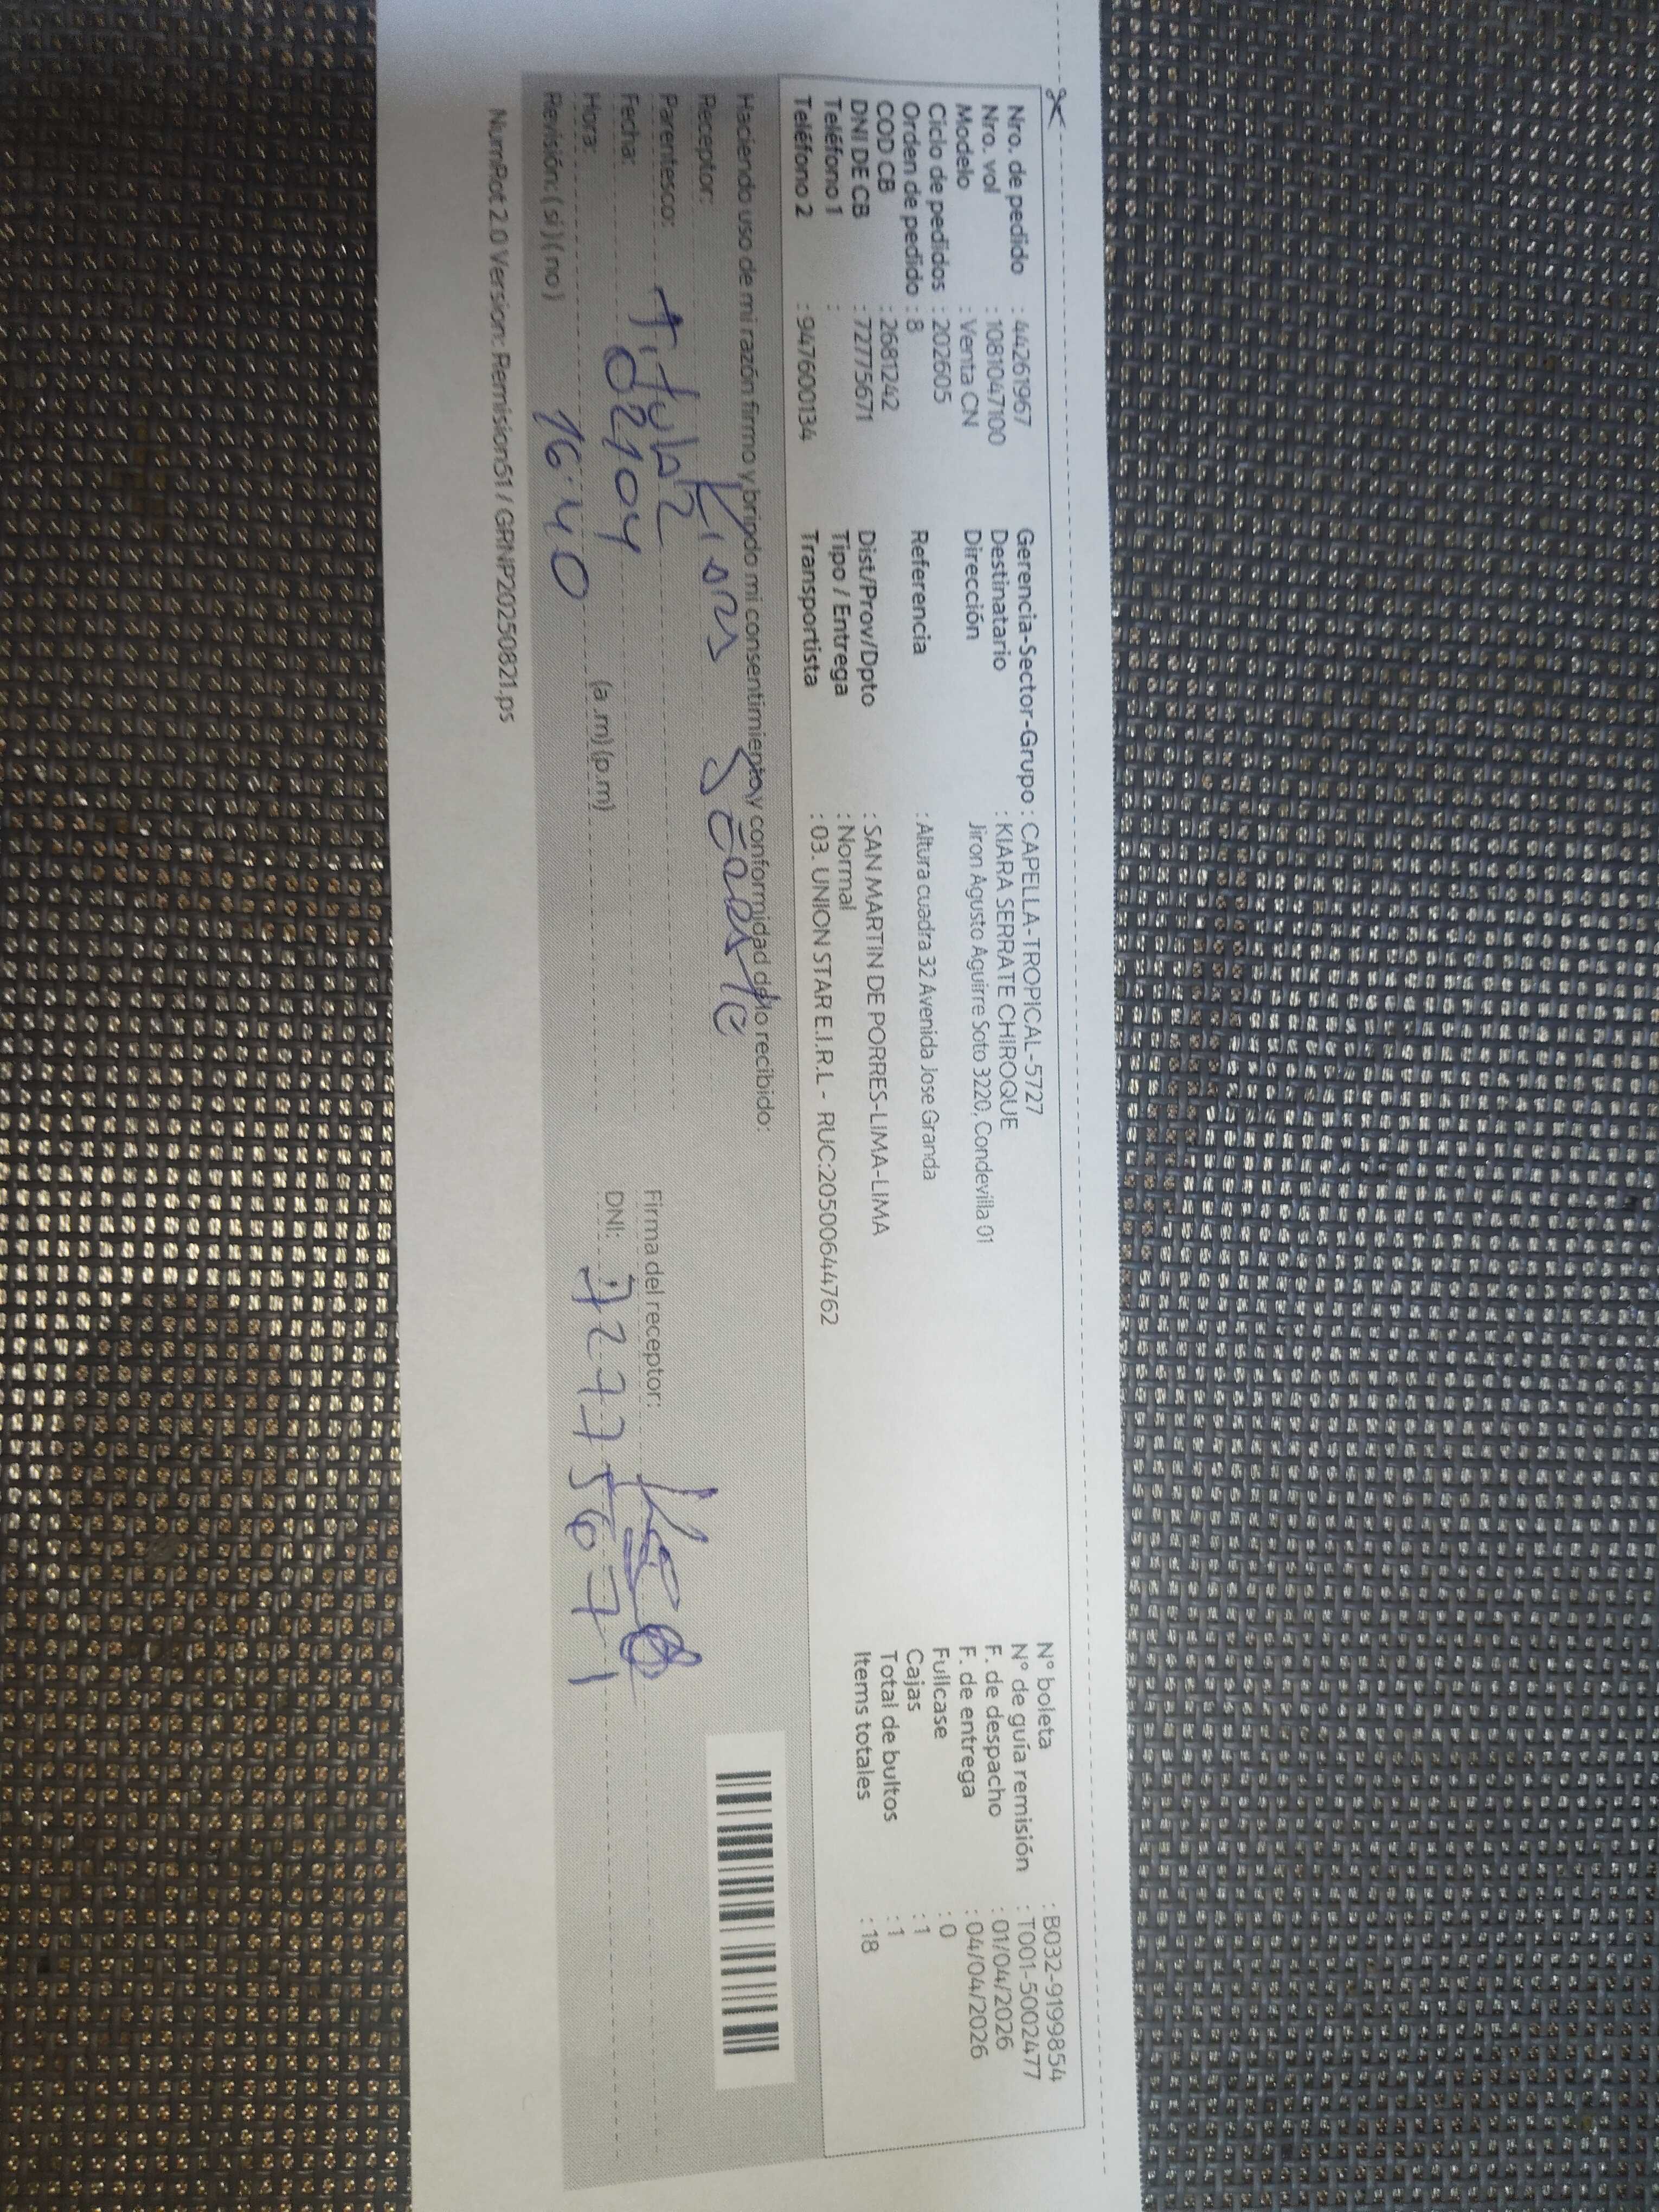 Nro. de pedido : 44261967
Nro. vol : 1081047100
Modelo : Venta CN
Ciclo de pedidos : 202605
Orden de pedido : 8
COD CB : 2681242
DNI DE CB : 72775671
Teléfono 1 :
Teléfono 2 : 947600134
Gerencia-Sector-Grupo : CAPELLA-TROPICAL-5727
Destinatario : KIARA SERRATE CHIROQUE
Dirección Jiron Agusto Aguirre Soto 3220, Condevilla 01
Referencia : Altura cuadra 32 Avenida Jose Granda
Dist/Prov/Dpto : SAN MARTIN DE PORRES-LIMA-LIMA
Tipo / Entrega : Normal
Transportista : 03. UNION STAR E.I.R.L - RUC:20500644762
N° boleta : B032-9199854
N° de guía remisión : T001-5002477
F. de despacho : 01/04/2026
F. de entrega : 04/04/2026
Fullcase : 0
Cajas : 1
Total de bultos : 1
Items totales : 18
Haciendo uso de mi razón firmo y brindo mi consentimiento y conformidad de lo recibido:
Receptor: Kiara Serrate
Parentesco: Titular
Fecha: 02/04
Hora: 16:40 (a.m) (p.m)
Revisión: ( si ) ( no )
Firma del receptor:
DNI: 72775671
NumRot 2.0 Version: Remision51 / GRNP20250821.ps